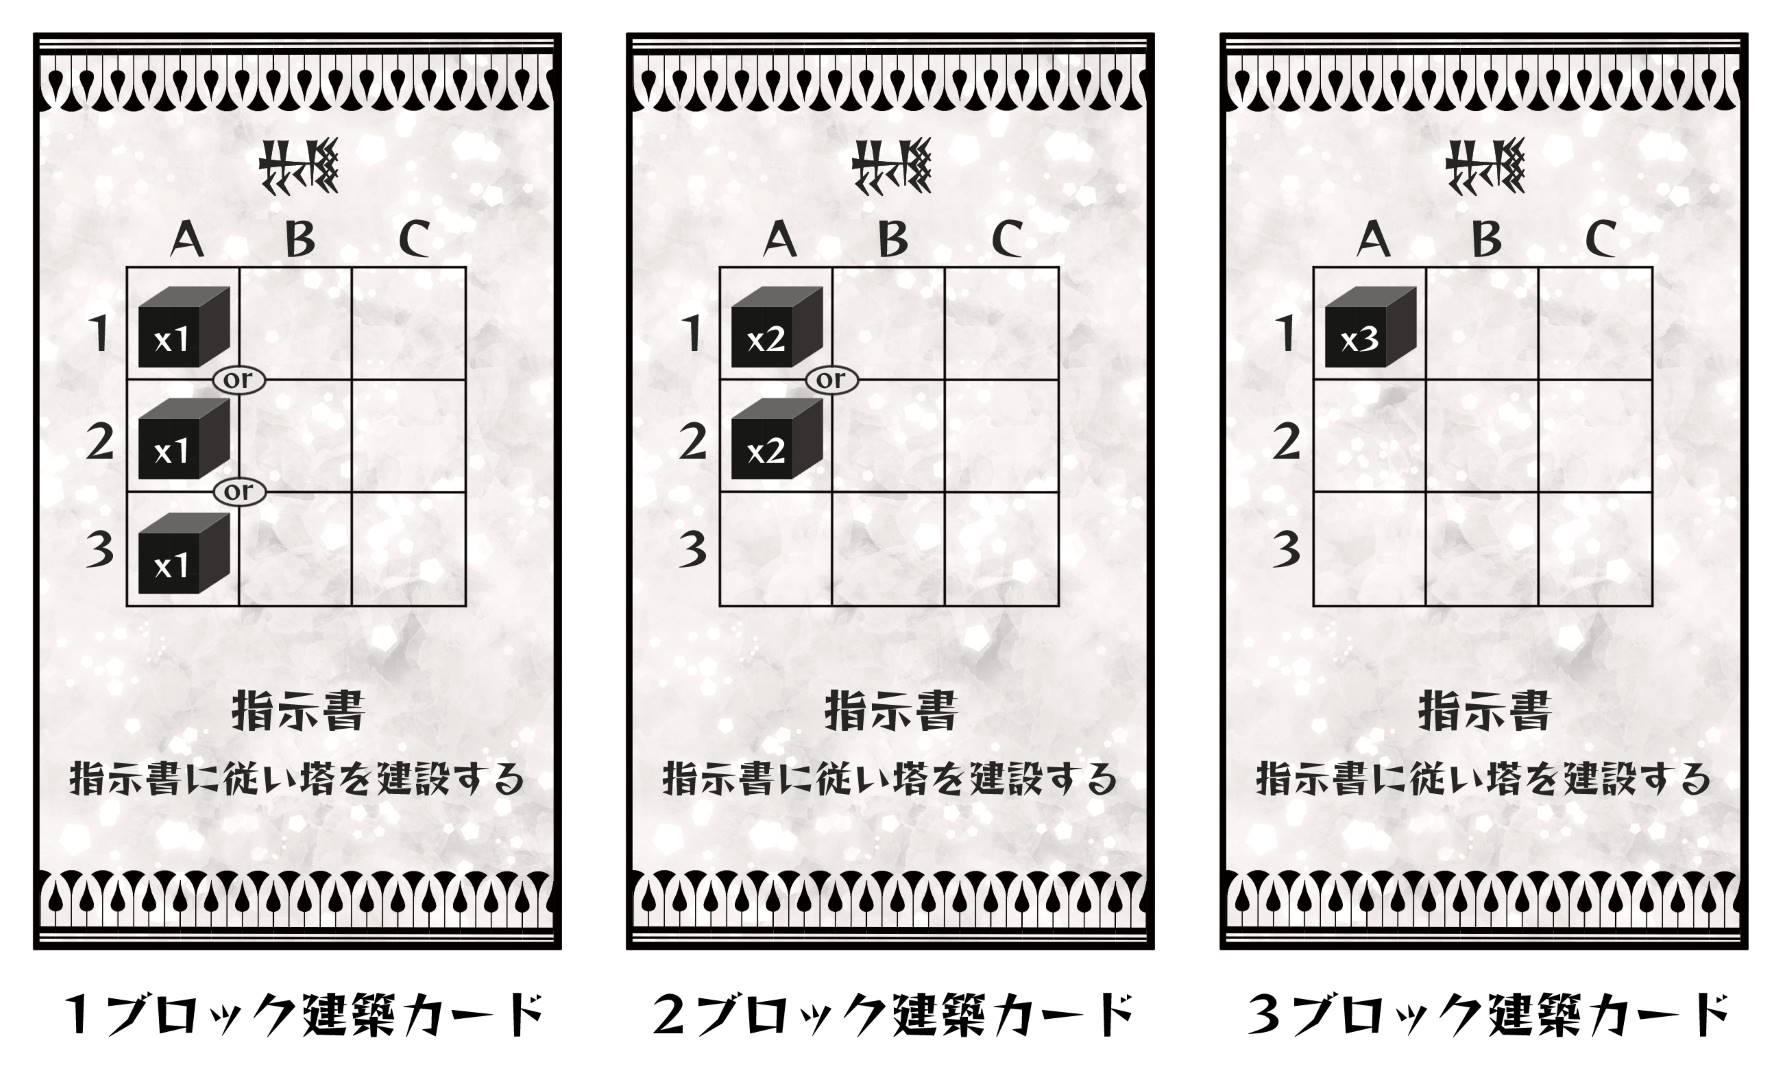 A B C
1 x1
or
2 x1
or
3 x1
指示書
指示書に従い塔を建設する
1ブロック建築カード
A B C
1 x2
or
2 x2
3
指示書
指示書に従い塔を建設する
2ブロック建築カード
A B C
1 x3
2
3
指示書
指示書に従い塔を建設する
3ブロック建築カード